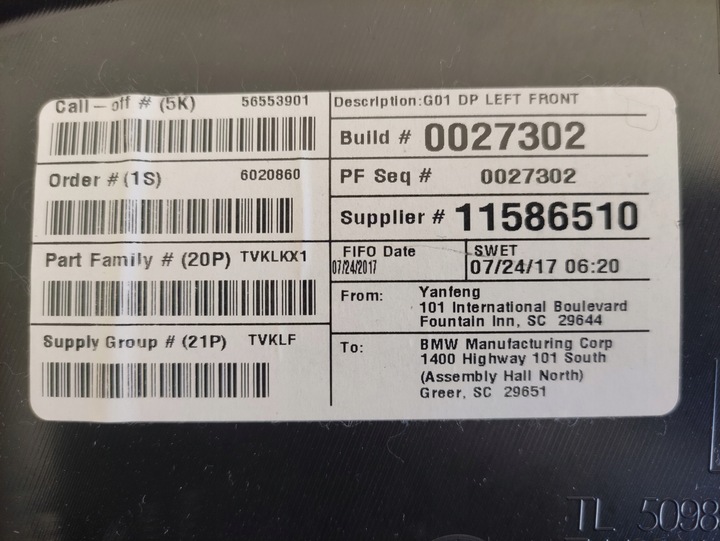 Call-off # (5K) 56553901
Order # (1S) 6020860
Part Family # (20P) TVKLKX1
Supply Group # (21P) TVKLF
Description:G01 DP LEFT FRONT
Build # 0027302
PF Seq # 0027302
Supplier # 11586510
FIFO Date
07/24/2017
SWET
07/24/17 06:20
From: Yanfeng
101 International Boulevard
Fountain Inn, SC 29644
To: BMW Manufacturing Corp
1400 Highway 101 South
(Assembly Hall North)
Greer, SC 29651
TL 5098